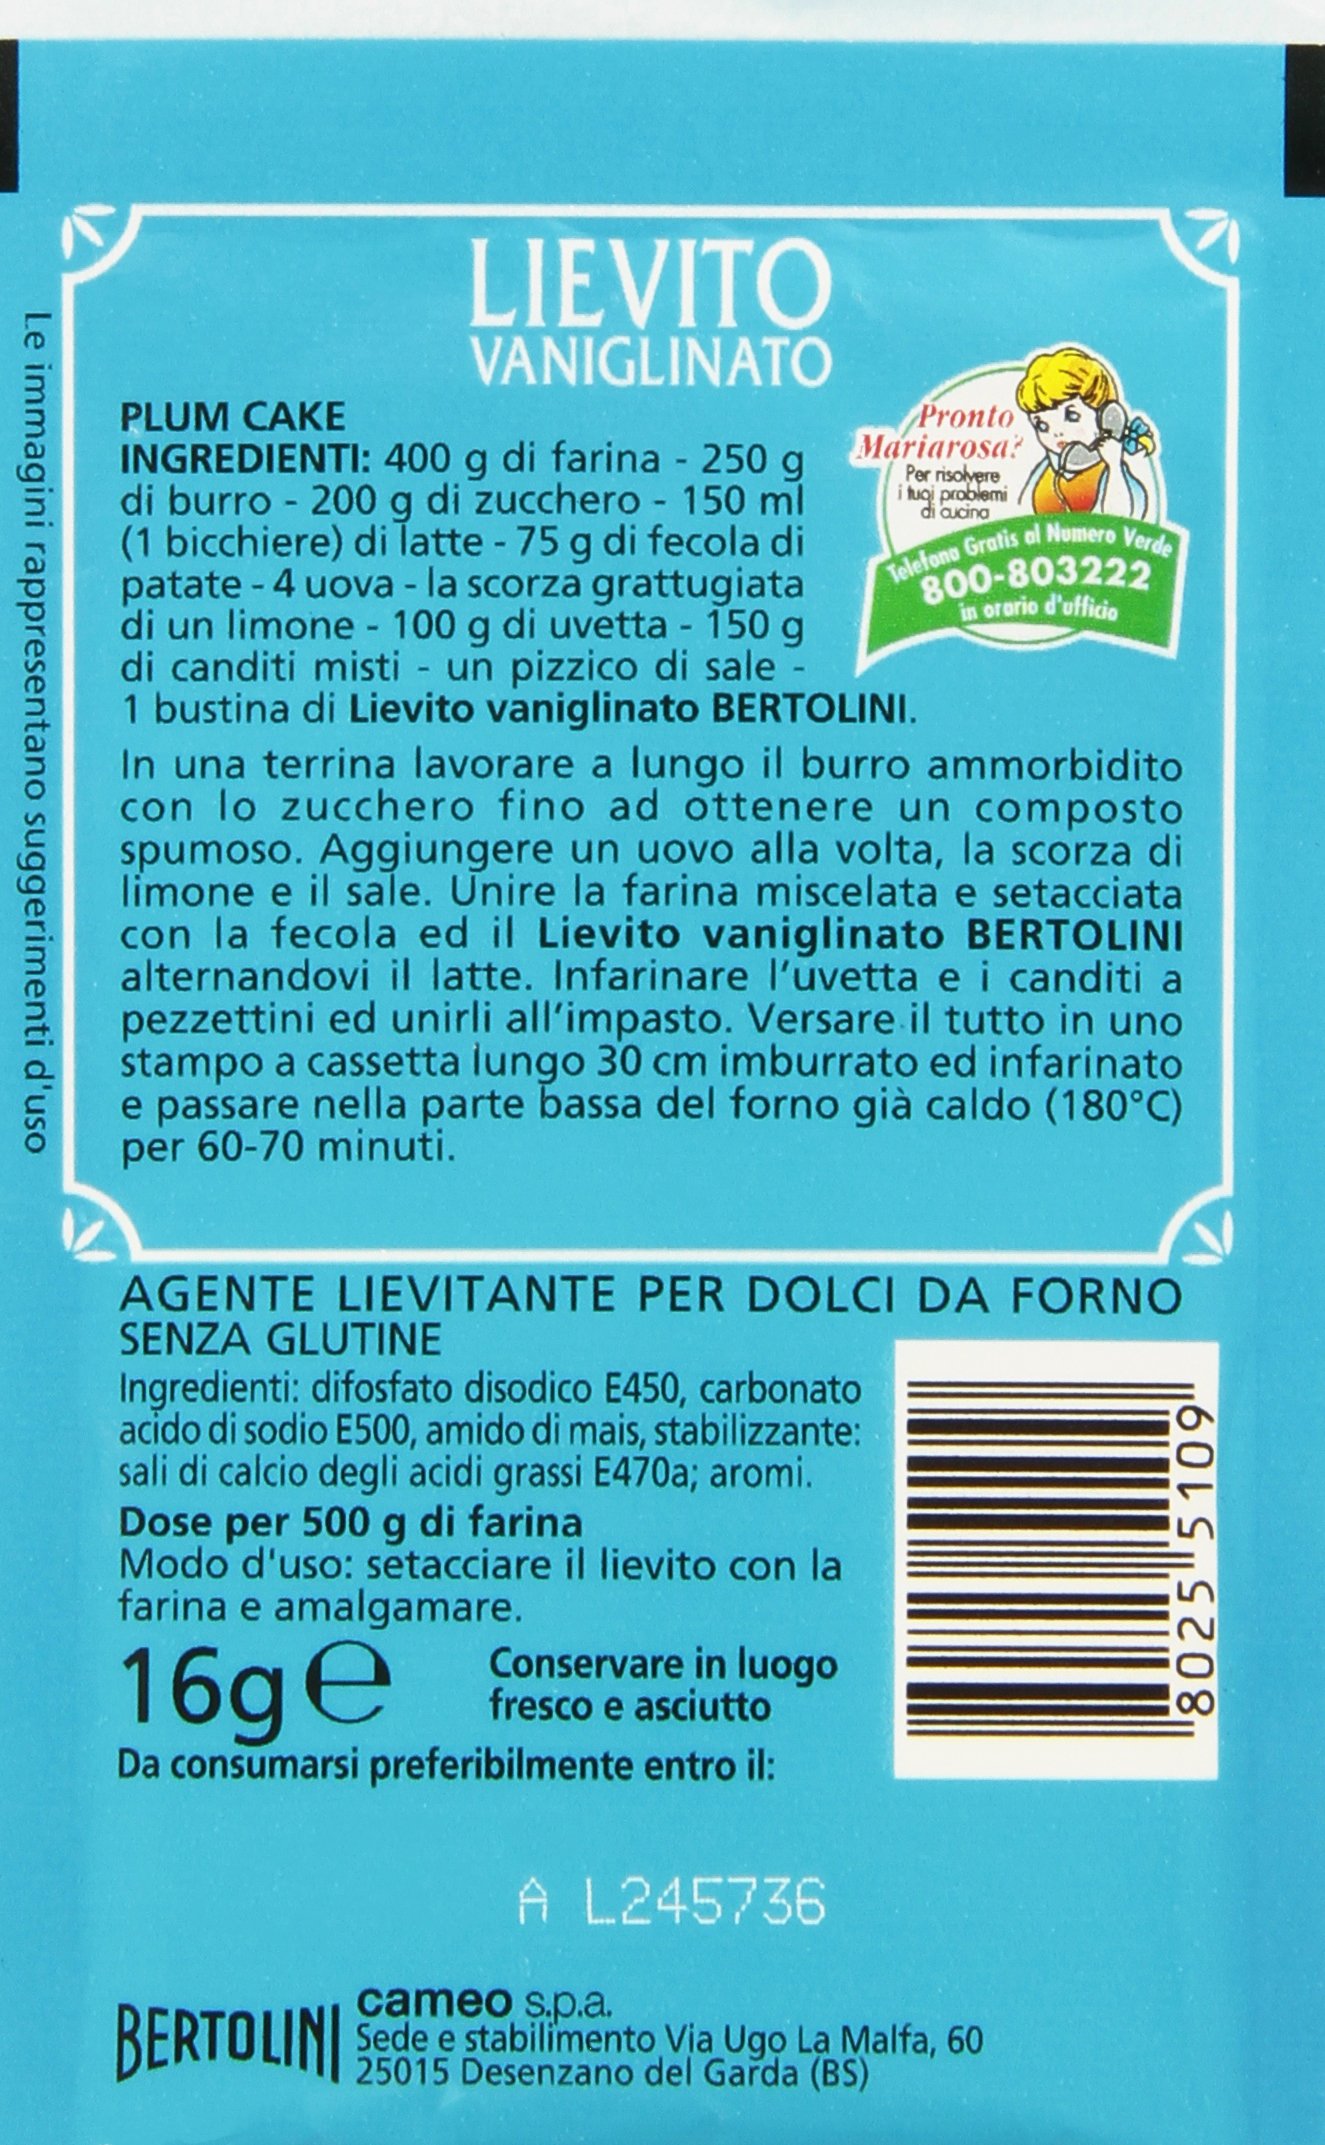 LIEVITO
VANIGLINATO
PLUM CAKE
INGREDIENTI: 400 g di farina - 250 g
di burro - 200 g di zucchero - 150 ml
(1 bicchiere) di latte - 75 g di fecola di
patate - 4 uova - la scorza grattugiata
di un limone - 100 g di uvetta - 150 g
di canditi misti - un pizzico di sale -
1 bustina di Lievito vaniglinato BERTOLINI.
Pronto
Mariarosa?
Per risolvere
i tuoi problemi
di cucina
Telefona Gratis al Numero Verde
800-803222
in orario d'ufficio
In una terrina lavorare a lungo il burro ammorbidito
con lo zucchero fino ad ottenere un composto
spumoso. Aggiungere un uovo alla volta, la scorza di
limone e il sale. Unire la farina miscelata e setacciata
con la fecola ed il Lievito vaniglinato BERTOLINI
alternandovi il latte. Infarinare l'uvetta e i canditi a
pezzettini ed unirli all'impasto. Versare il tutto in uno
stampo a cassetta lungo 30 cm imburrato ed infarinato
e passare nella parte bassa del forno già caldo (180°C)
per 60-70 minuti.
Le immagini rappresentano suggerimenti d'uso
AGENTE LIEVITANTE PER DOLCI DA FORNO
SENZA GLUTINE
Ingredienti: difosfato disodico E450, carbonato
acido di sodio E500, amido di mais, stabilizzante:
sali di calcio degli acidi grassi E470a; aromi.
Dose per 500 g di farina
Modo d'uso: setacciare il lievito con la
farina e amalgamare.
16g e
Conservare in luogo
fresco e asciutto
Da consumarsi preferibilmente entro il:
8025 5109
A L245736
BERTOLINI
cameo s.p.a.
Sede e stabilimento Via Ugo La Malfa, 60
25015 Desenzano del Garda (BS)